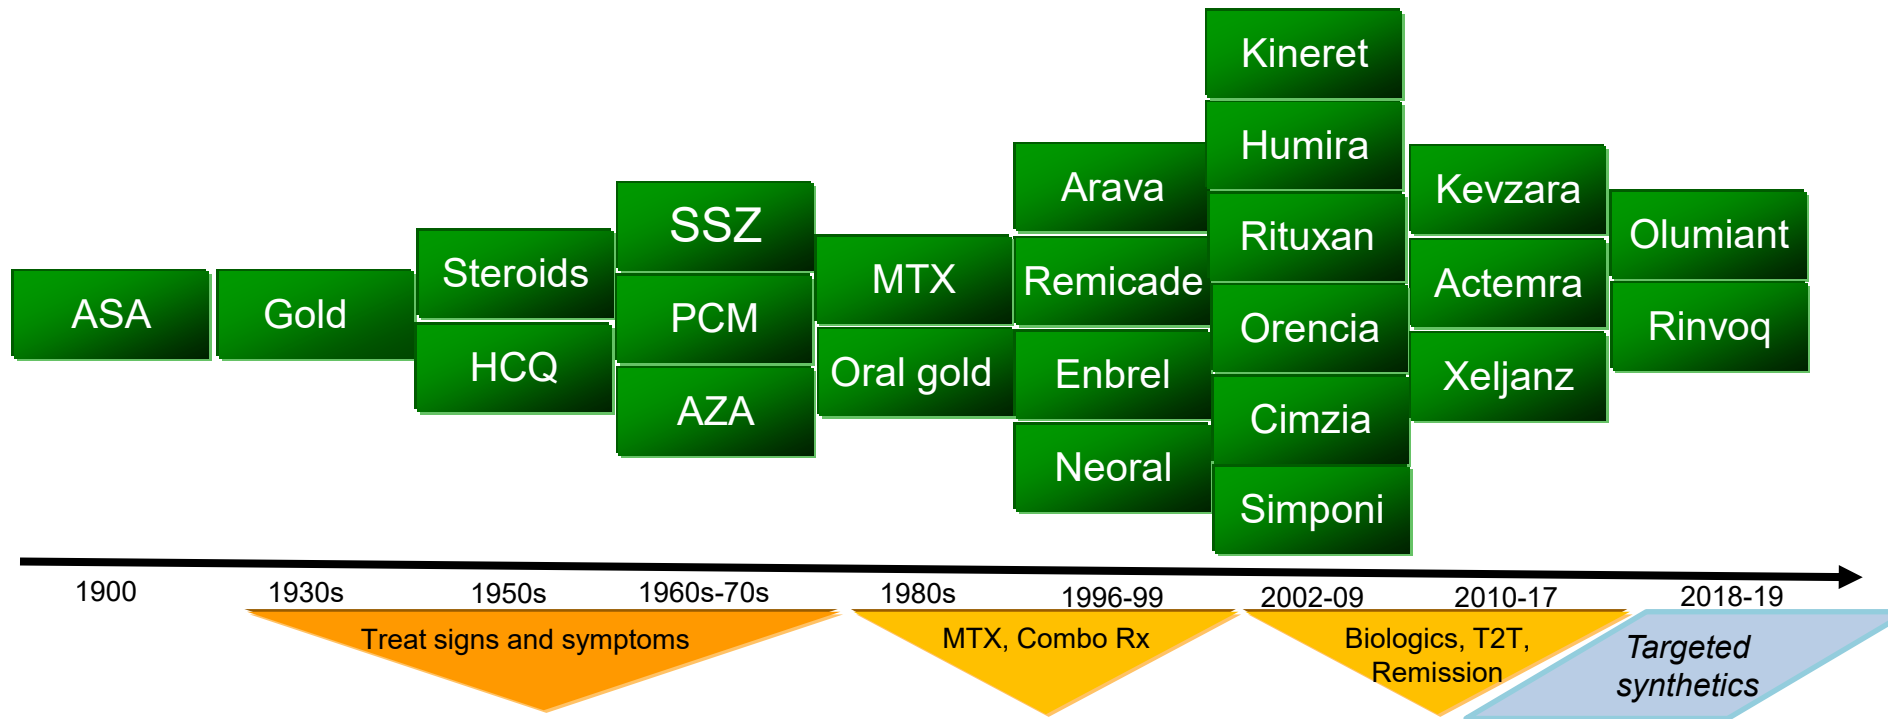 ASA
Gold
Steroids
HCQ
SSZ
PCM
AZA
MTX
Oral gold
Arava
Remicade
Enbrel
Neoral
Kineret
Humira
Rituxan
Orencia
Cimzia
Simponi
Kevzara
Actemra
Xeljanz
Olumiant
Rinvoq
1900
1930s
1950s
1960s-70s
1980s
1996-99
2002-09
2010-17
2018-19
Treat signs and symptoms
MTX, Combo Rx
Biologics, T2T,
Remission
Targeted
synthetics